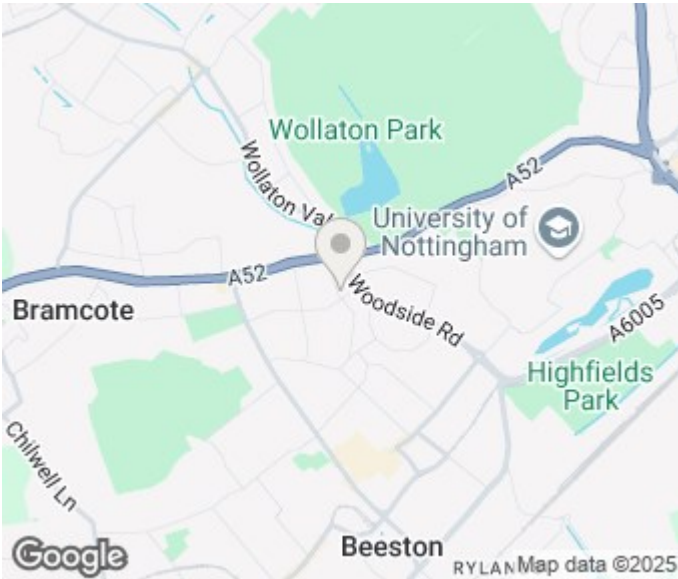 Wollaton Park
Wollaton
A52
University of
Nottingham
A52
Woodside Rd
Bramcote
A6005
Highfields
Park
Chilwell Ln
Beeston
Google
Map data ©2025